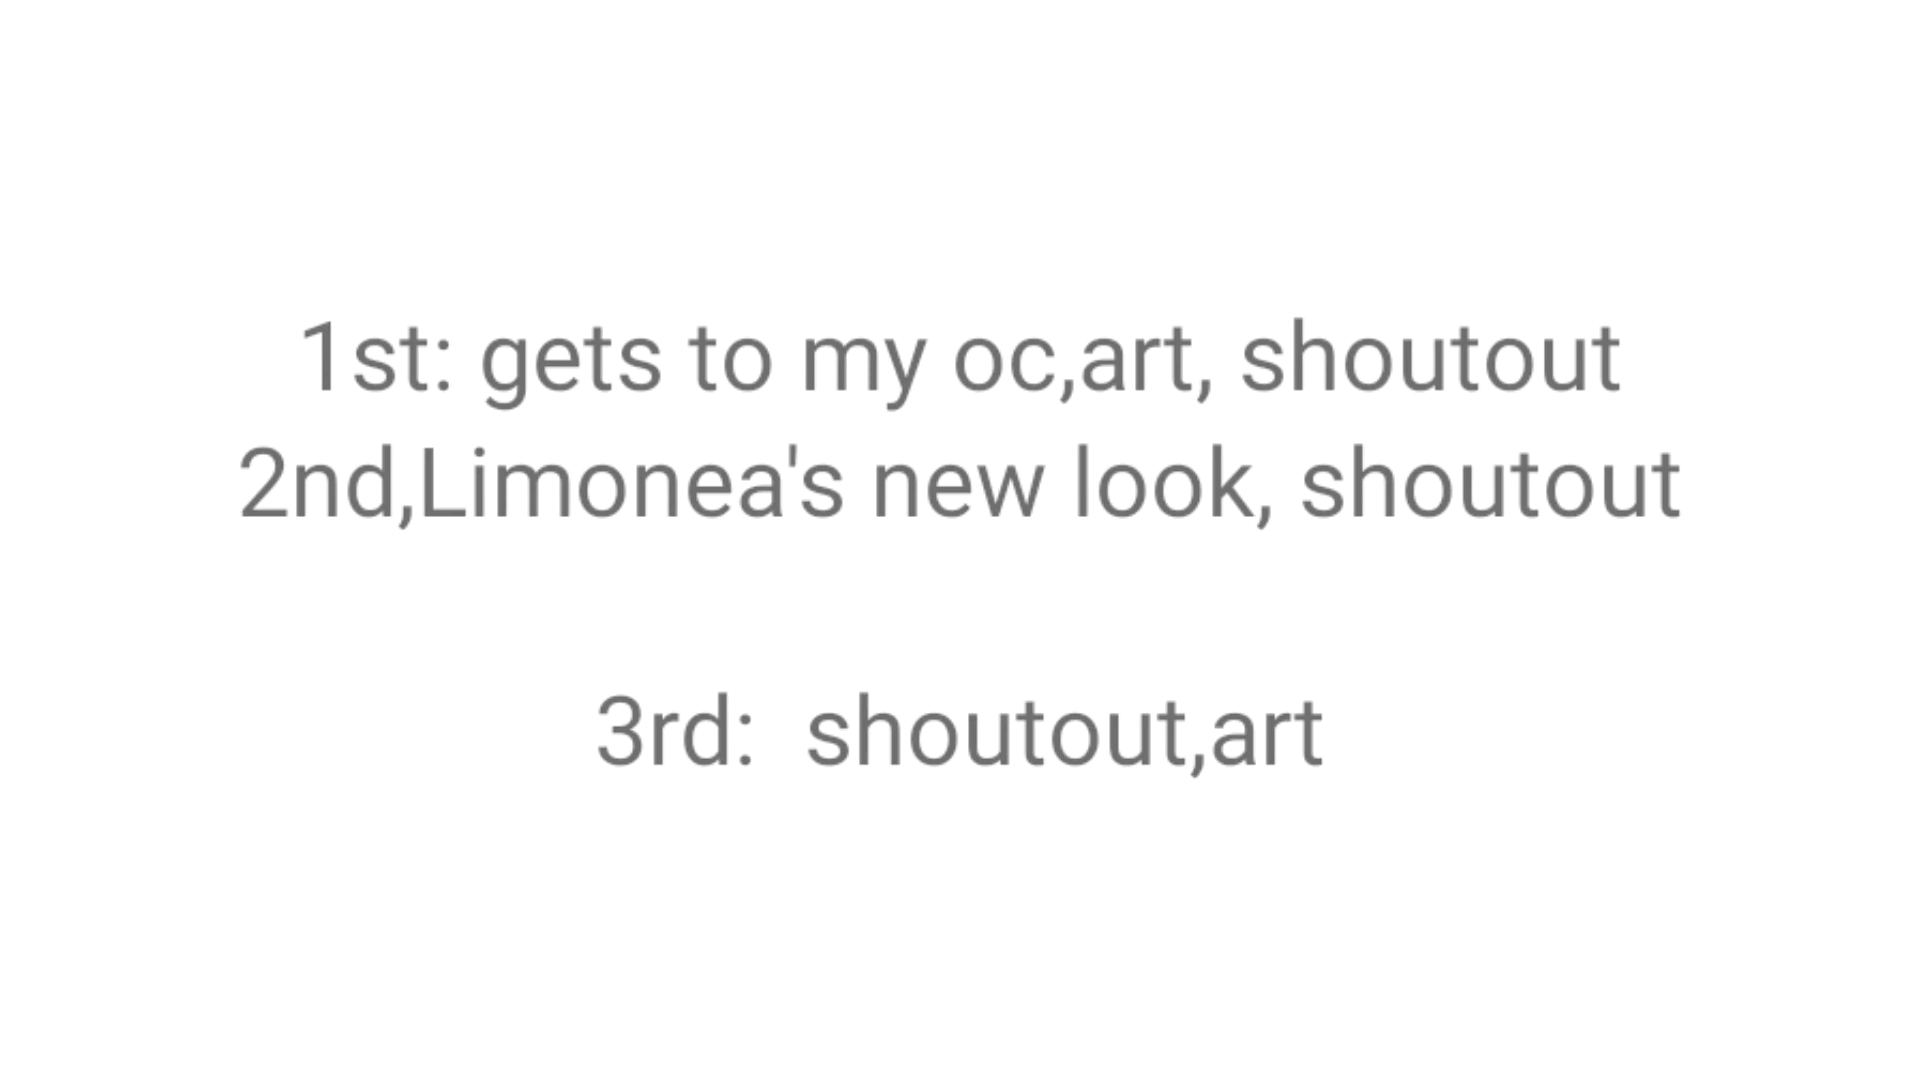 1st: gets to my oc,art, shoutout
2nd,Limonea's new look, shoutout
3rd:  shoutout,art